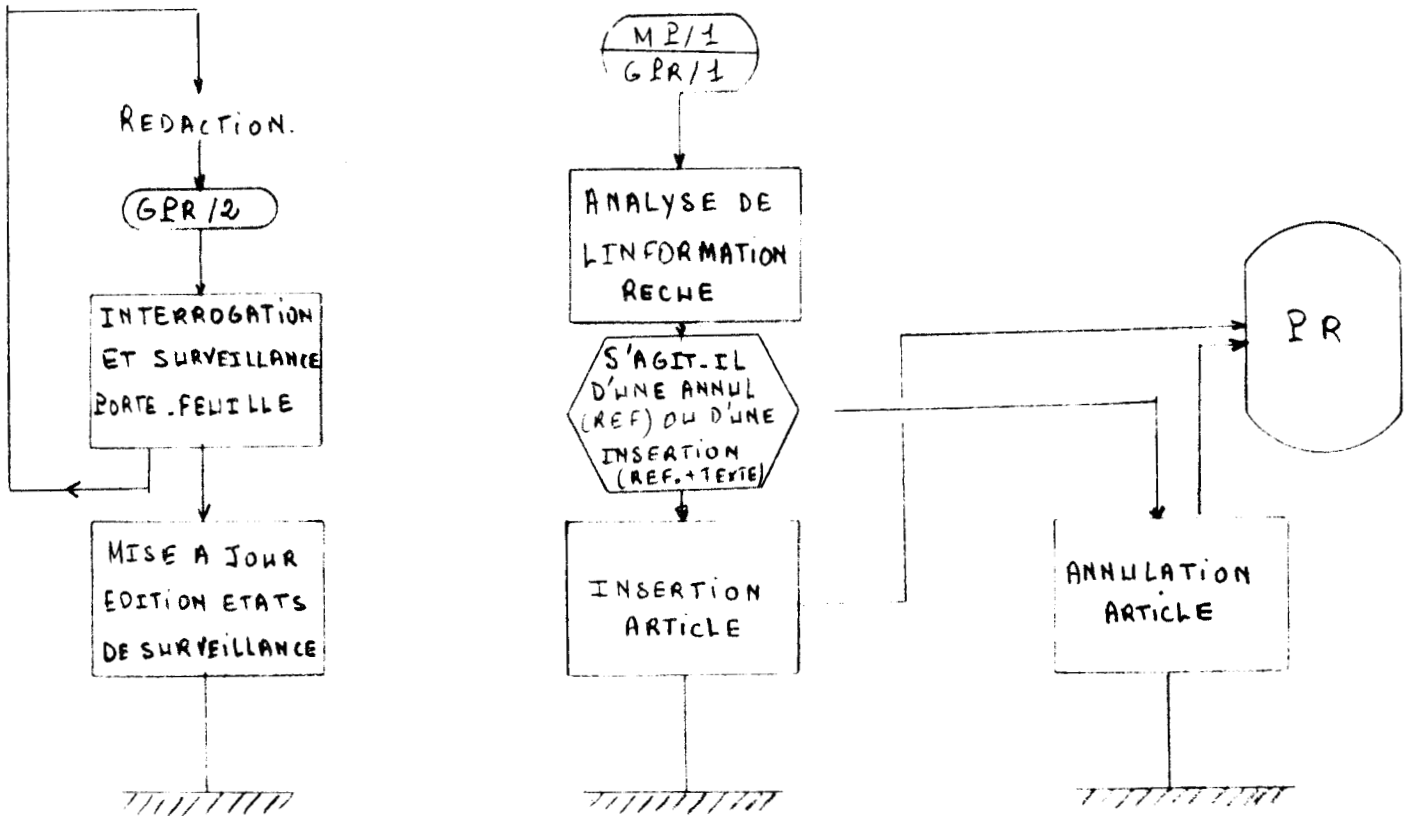 REDACTION.
GPR/2
INTERROGATION
ET SURVEILLANCE
PORTE-FEUILLE
MISE A JOUR
EDITION ETATS
DE SURVEILLANCE
MP/1
GPR/1
ANALYSE DE
LINFORMATION
RECUE
S'AGIT-IL
D'UNE ANNUL
(REF) OU D'UNE
INSERTION
(REF.+TEXTE)
INSERTION
ARTICLE
ANNULATION
ARTICLE
PR